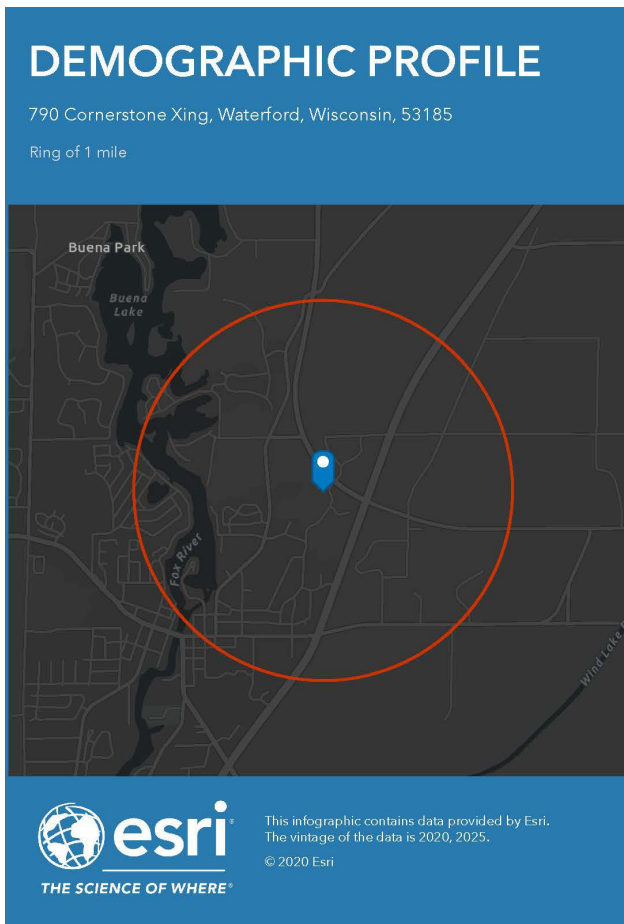 DEMOGRAPHIC PROFILE
790 Cornerstone Xing, Waterford, Wisconsin, 53185
Ring of 1 mile
Buena Park
Buena
Lake
Fox River
Wind Lake
esri
THE SCIENCE OF WHERE®
This infographic contains data provided by Esri.
The vintage of the data is 2020, 2025.
© 2020 Esri